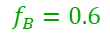 f_B = 0.6